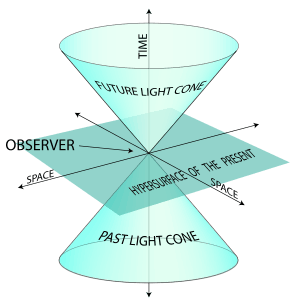 TIME
FUTURE LIGHT CONE
OBSERVER
SPACE
HYPERSURFACE OF THE PRESENT
SPACE
PAST LIGHT CONE